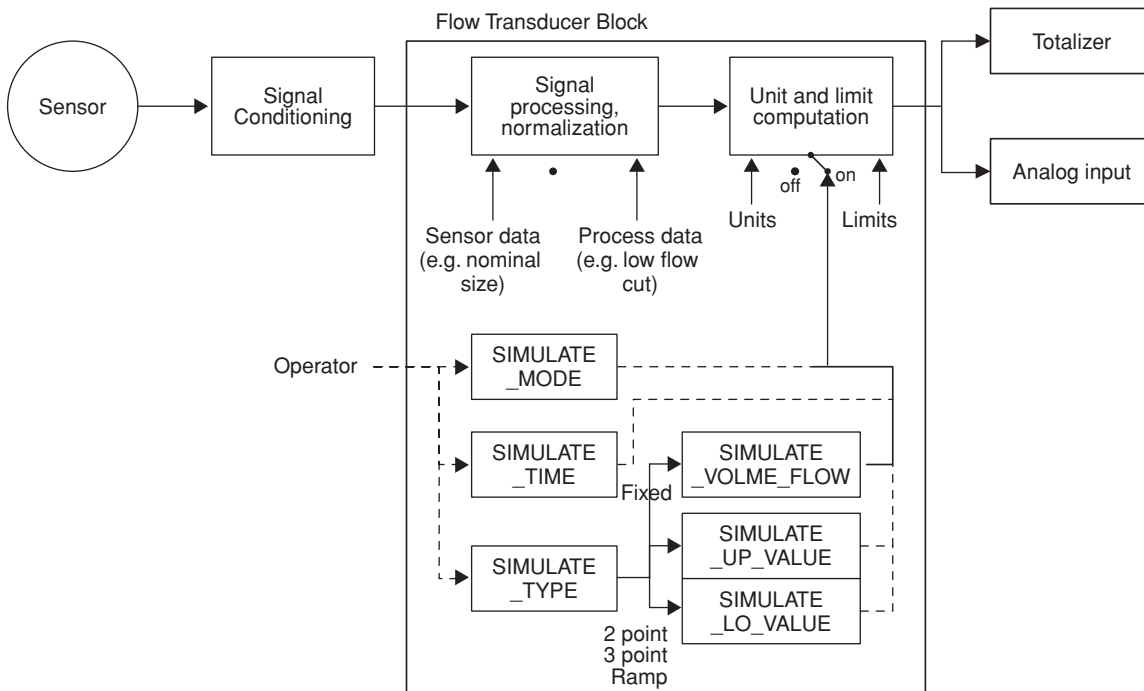 Flow Transducer Block
Sensor
Signal
Conditioning
Signal
processing,
normalization
Unit and limit
computation
Totalizer
Analog input
off
on
Units
Limits
Sensor data
(e.g. nominal
size)
Process data
(e.g. low flow
cut)
Operator
SIMULATE
_MODE
SIMULATE
_TIME
SIMULATE
_TYPE
Fixed
SIMULATE
_VOLME_FLOW
SIMULATE
_UP_VALUE
SIMULATE
_LO_VALUE
2 point
3 point
Ramp